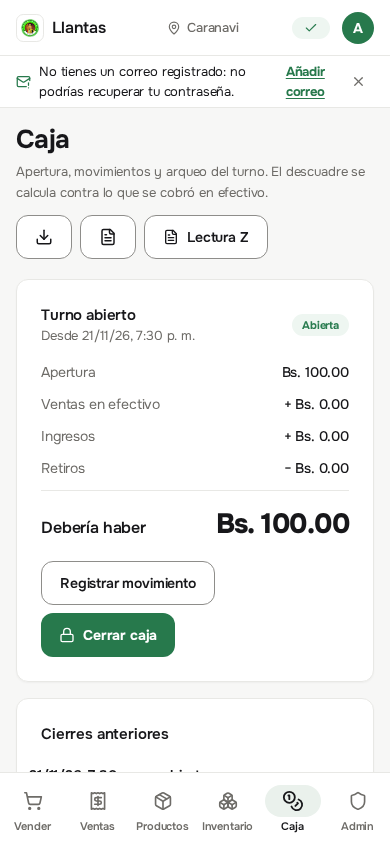 Llantas
Caranavi
A
No tienes un correo registrado: no
podrías recuperar tu contraseña.
Añadir
correo
Caja
Apertura, movimientos y arqueo del turno. El descuadre se
calcula contra lo que se cobró en efectivo.
Lectura Z
Turno abierto
Desde 21/11/26, 7:30 p. m.
Abierta
Apertura Bs. 100.00
Ventas en efectivo + Bs. 0.00
Ingresos + Bs. 0.00
Retiros − Bs. 0.00
Debería haber Bs. 100.00
Registrar movimiento
Cerrar caja
Cierres anteriores
Vender Ventas Productos Inventario Caja Admin